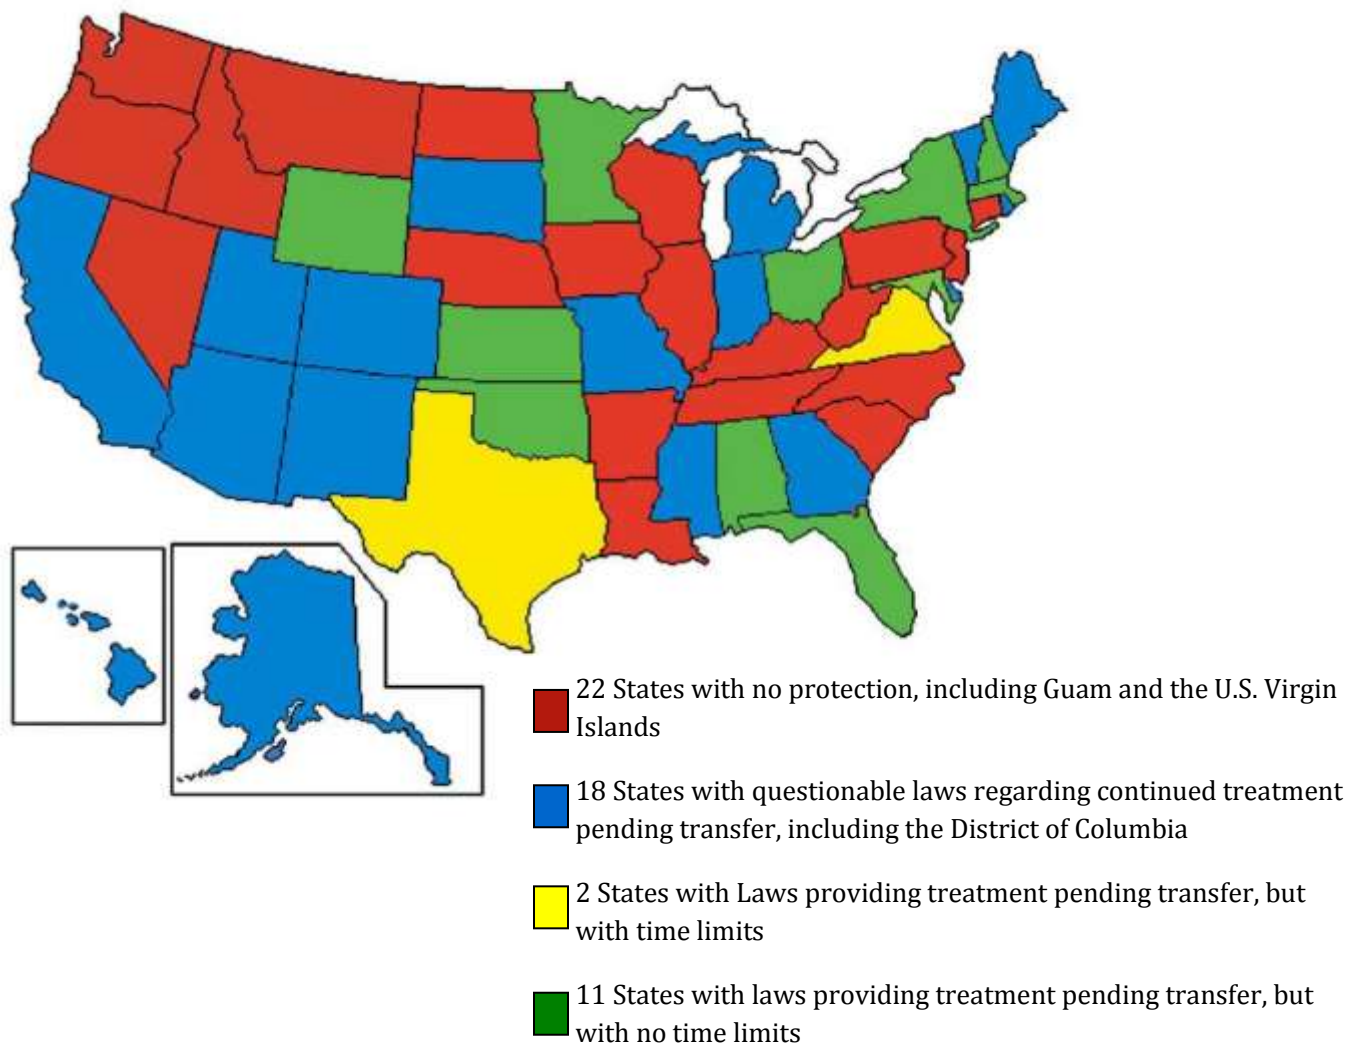 22 States with no protection, including Guam and the U.S. Virgin
Islands
18 States with questionable laws regarding continued treatment
pending transfer, including the District of Columbia
2 States with Laws providing treatment pending transfer, but
with time limits
11 States with laws providing treatment pending transfer, but
with no time limits